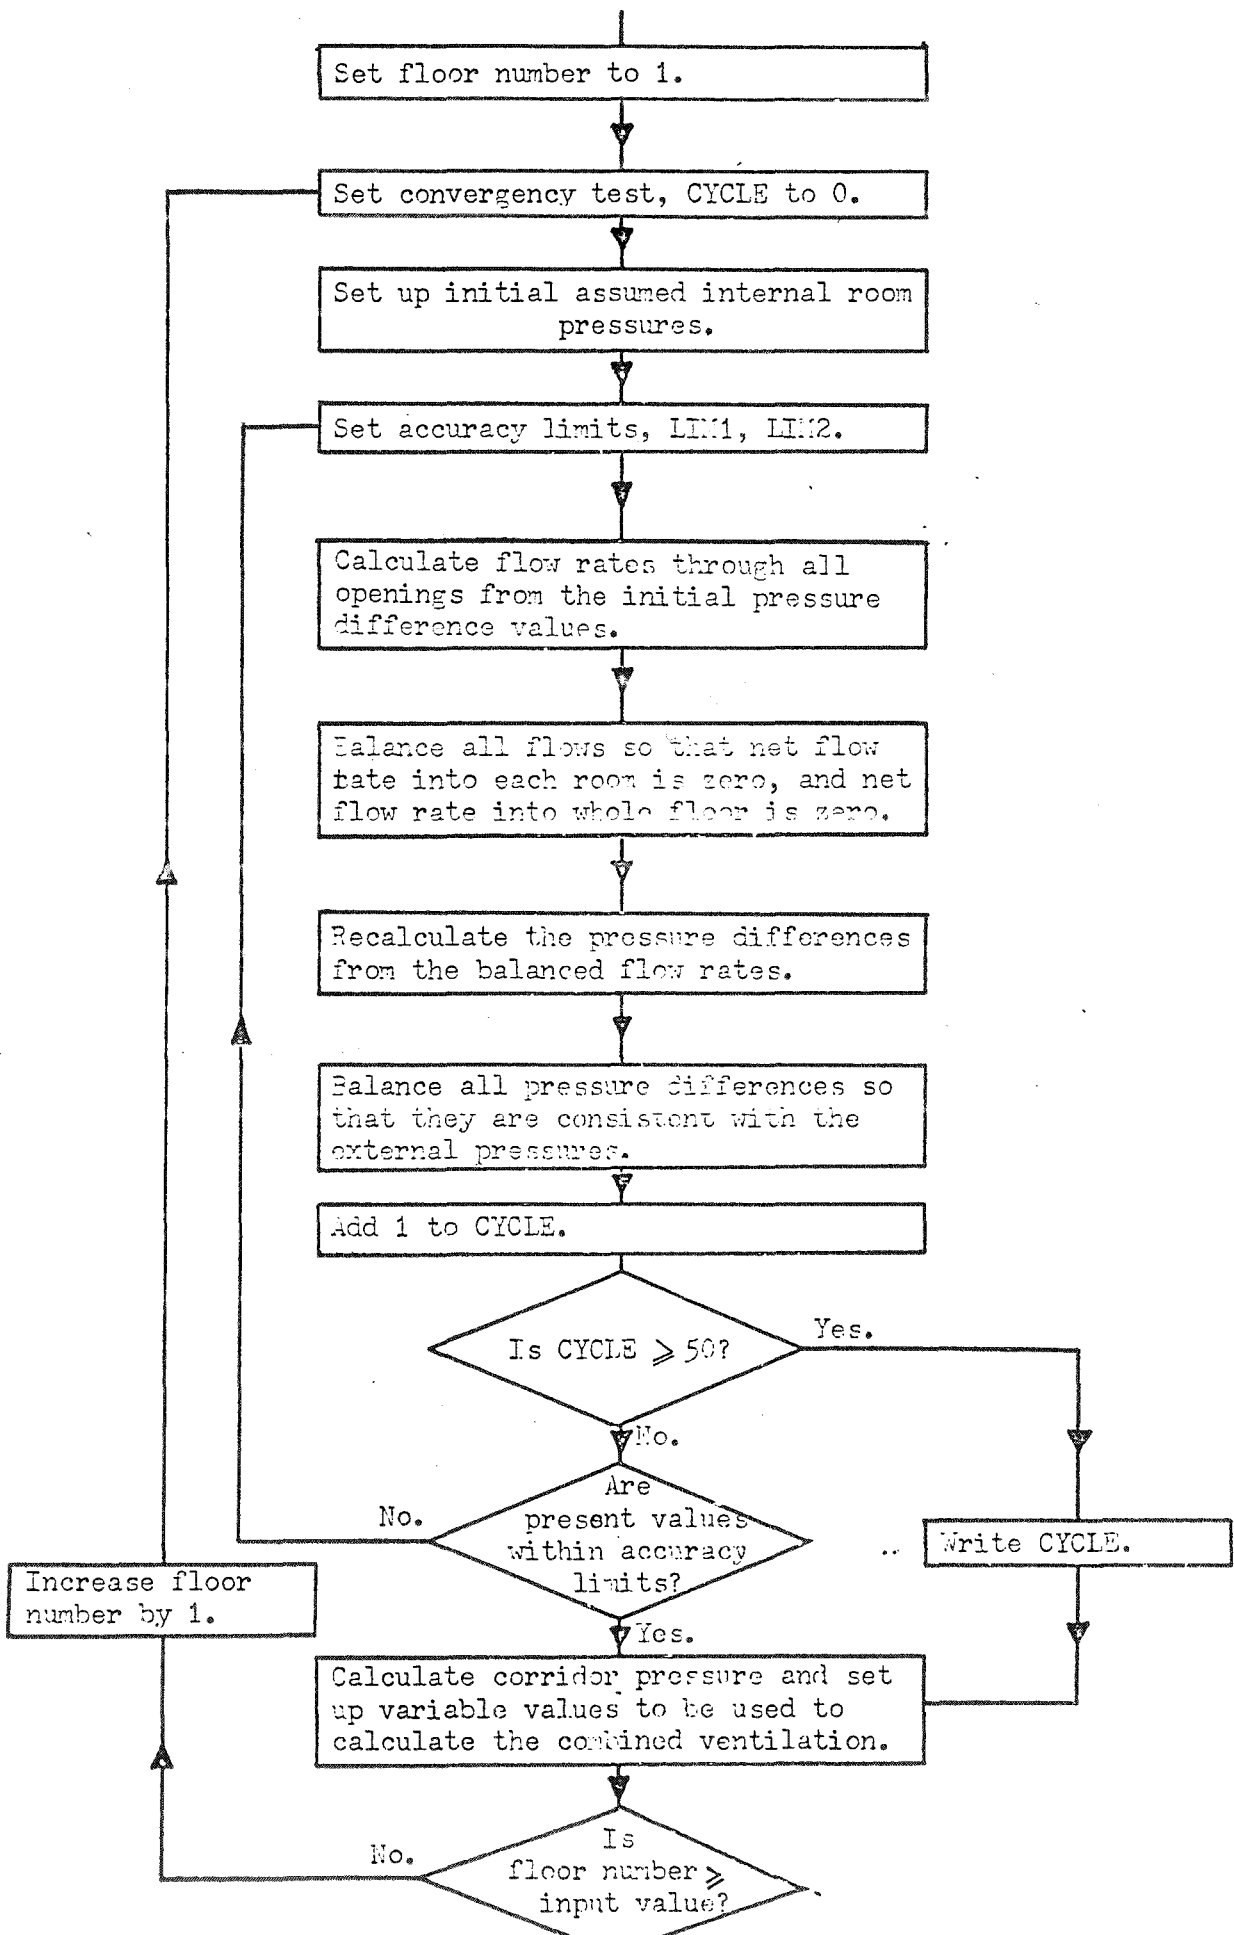 Set floor number to 1.
Set convergency test, CYCLE to 0.
Set up initial assumed internal room
pressures.
Set accuracy limits, LIM1, LIM2.
Calculate flow rates through all
openings from the initial pressure
difference values.
Balance all flows so that net flow
rate into each room is zero, and net
flow rate into whole floor is zero.
Recalculate the pressure differences
from the balanced flow rates.
Balance all pressure differences so
that they are consistent with the
external pressures.
Add 1 to CYCLE.
Is CYCLE ⩾ 50?
Yes.
No.
Are
present values
within accuracy
limits?
No.
Write CYCLE.
Increase floor
number by 1.
Yes.
Calculate corridor pressure and set
up variable values to be used to
calculate the combined ventilation.
Is
floor number ⩾
input value?
No.